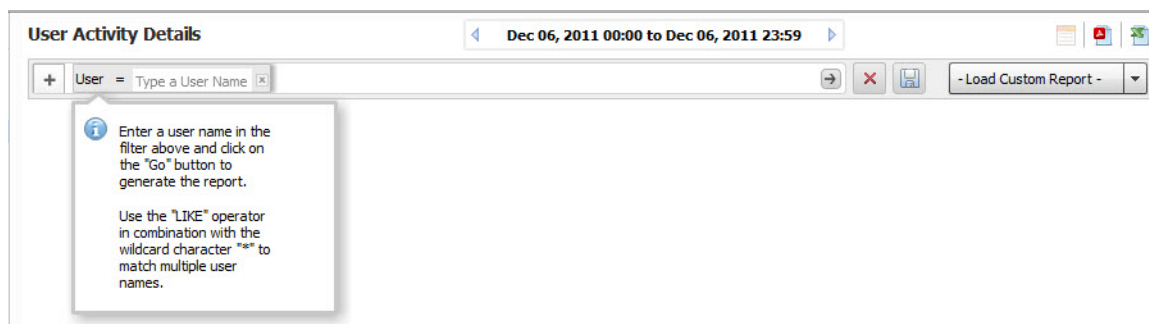 User Activity Details
Dec 06, 2011 00:00 to Dec 06, 2011 23:59
User = Type a User Name
- Load Custom Report -
Enter a user name in the
filter above and click on
the "Go" button to
generate the report.
Use the "LIKE" operator
in combination with the
wildcard character "*" to
match multiple user
names.